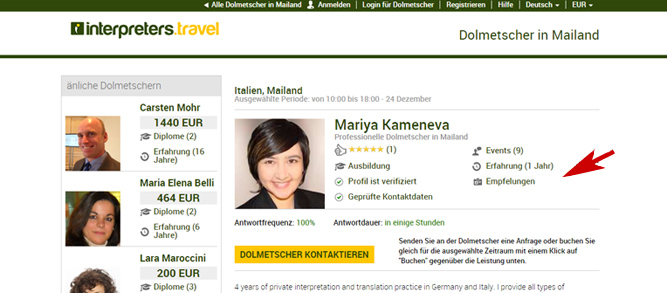 ◄ Alle Dolmetscher in Mailand Anmelden | Login für Dolmetscher | Registrieren | Hilfe | Deutsch | EUR
interpreters.travel
Dolmetscher in Mailand
änliche Dolmetschern
Carsten Mohr
1440 EUR
Diplome (2)
Erfahrung (16 Jahre)
Maria Elena Belli
464 EUR
Diplome (2)
Erfahrung (6 Jahre)
Lara Maroccini
200 EUR
Diplome (3)
Italien, Mailand
Ausgewählte Periode: von 10:00 bis 18:00 - 24 Dezember
Mariya Kameneva
Professionelle Dolmetscher in Mailand
(1)
Events (9)
Ausbildung
Erfahrung (1 Jahr)
Profil ist verifiziert
Empfelungen
Geprüfte Kontaktdaten
Antwortfrequenz: 100% Antwortdauer: in einige Stunden
DOLMETSCHER KONTAKTIEREN
Senden Sie an der Dolmetscher eine Anfrage oder buchen Sie
gleich für die ausgewählte Zeitraum mit einem Klick auf
"Buchen" gegenüber die Leistung unten.
4 years of private interpretation and translation practice in Germany and Italy. I provide all types of